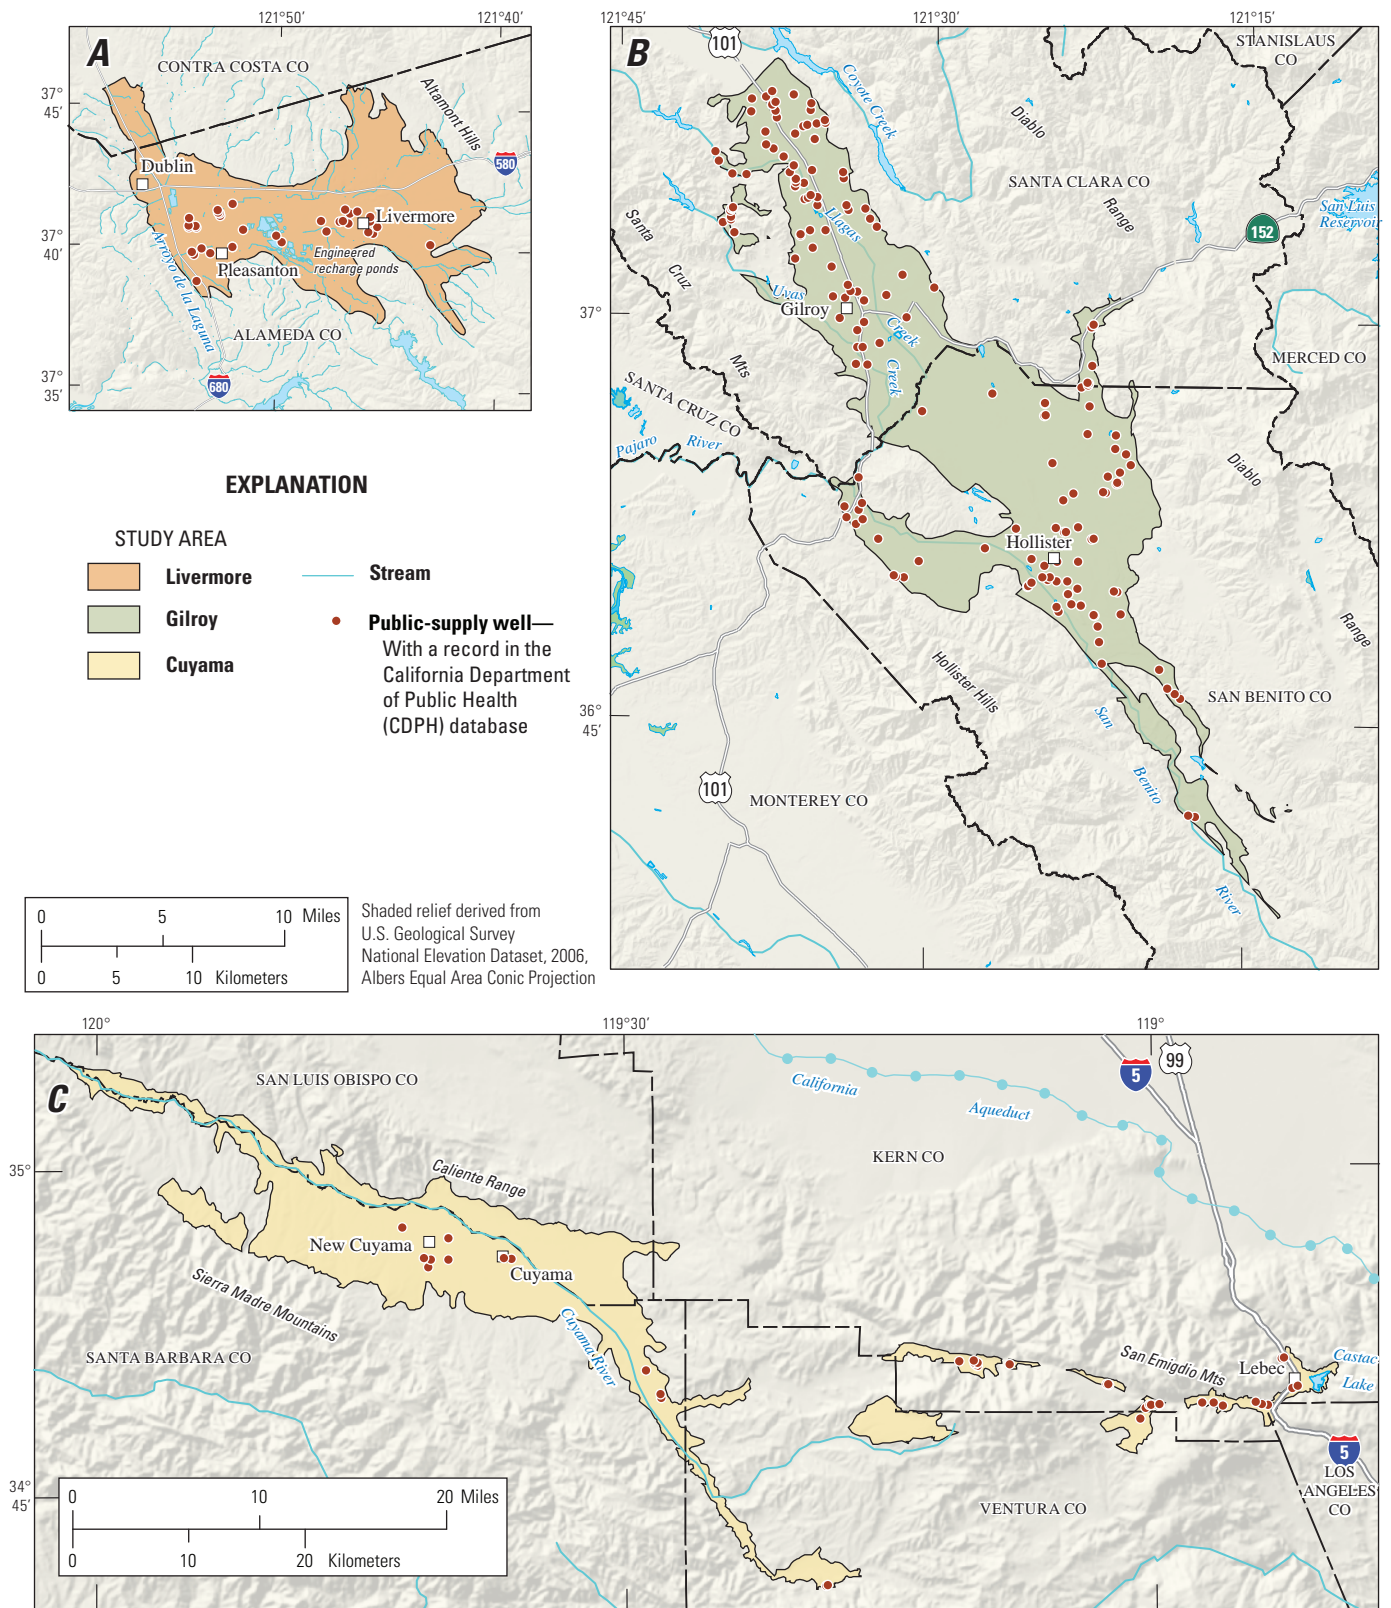 121°50'
121°40'
A
CONTRA COSTA CO
37°
45'
Altamont Hills
580
Dublin
Livermore
37°
40'
Engineered
recharge ponds
Pleasanton
Arroyo de la Laguna
ALAMEDA CO
680
37°
35'
121°45'
121°30'
121°15'
101
B
STANISLAUS
CO
Coyote Creek
Diablo
Range
SANTA CLARA CO
San Luis
Reservoir
152
Santa
Cruz
Mts
Llagas
Creek
Uvas
Creek
Gilroy
37°
MERCED CO
SANTA CRUZ CO
Pajaro River
Diablo
Range
Hollister
Hollister Hills
SAN BENITO CO
36°
45'
San
Benito
River
101
MONTEREY CO
EXPLANATION
STUDY AREA
Livermore
Gilroy
Cuyama
Stream
Public-supply well—
With a record in the
California Department
of Public Health
(CDPH) database
0 5 10 Miles
0 5 10 Kilometers
Shaded relief derived from
U.S. Geological Survey
National Elevation Dataset, 2006,
Albers Equal Area Conic Projection
120°
119°30'
119°
C
SAN LUIS OBISPO CO
California
Aqueduct
5
99
KERN CO
35°
Caliente Range
New Cuyama
Cuyama
Sierra Madre Mountains
Cuyama River
SANTA BARBARA CO
San Emigdio Mts
Lebec
Castac
Lake
5
LOS
ANGELES
CO
VENTURA CO
34°
45'
0 10 20 Miles
0 10 20 Kilometers